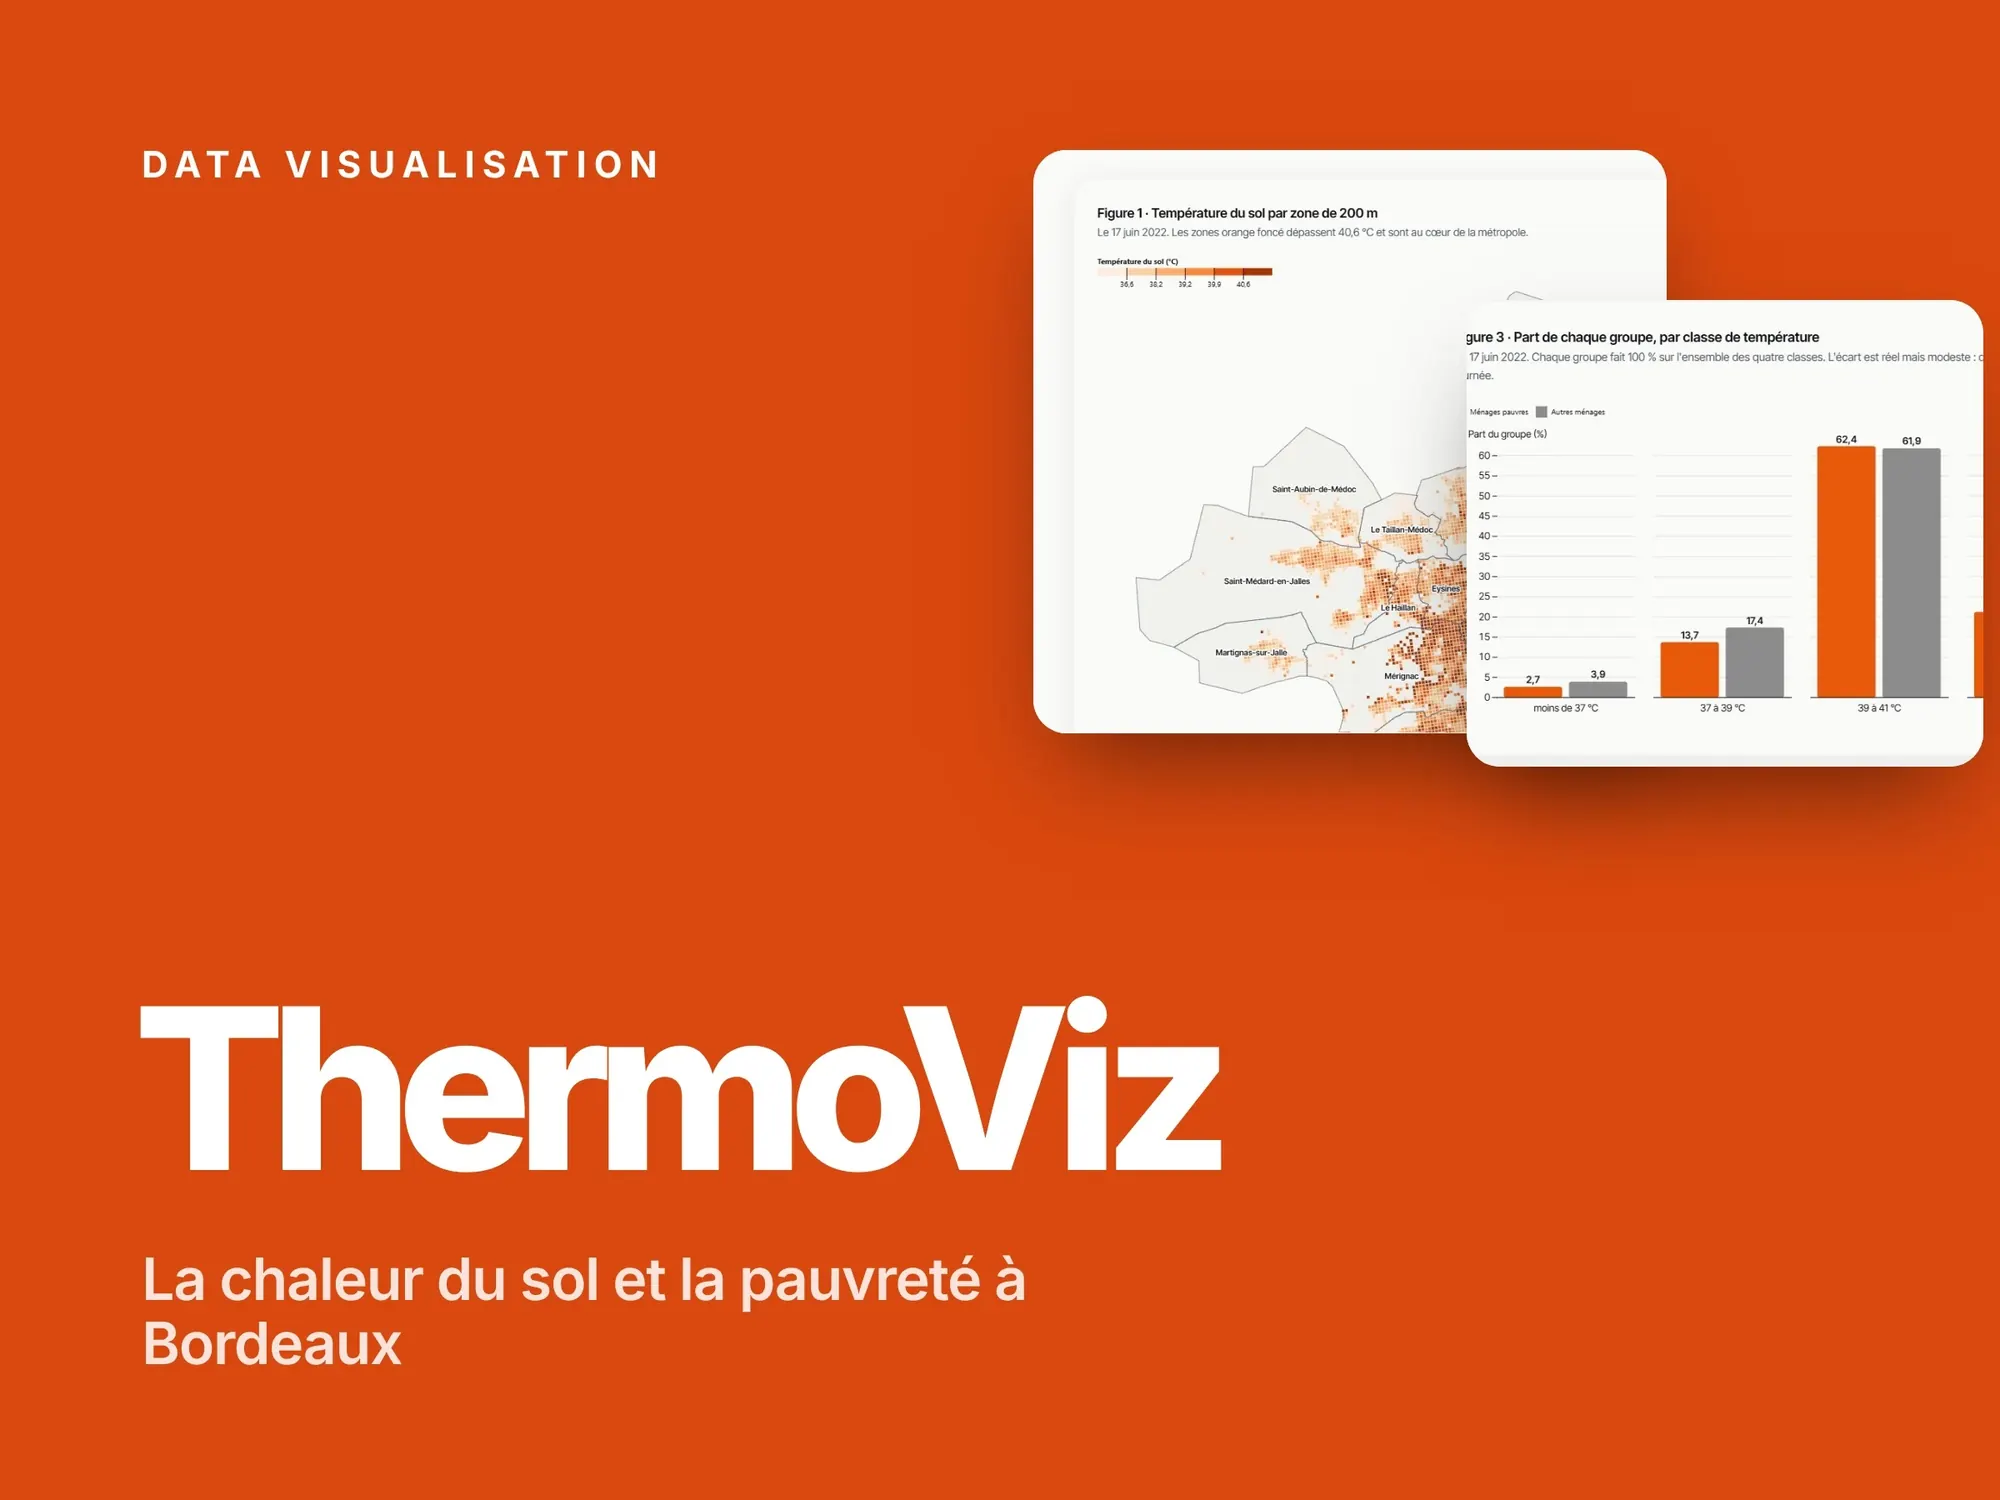 DATA VISUALISATION
Figure 1 · Température du sol par zone de 200 m
Le 17 juin 2022. Les zones orange foncé dépassent 40,6 °C et sont au cœur de la métropole.
Température du sol (°C)
36,6 38,2 39,2 39,9 40,6
Saint-Aubin-de-Médoc
Le Taillan-Médoc
Saint-Médard-en-Jalles
Eysines
Le Haillan
Martignas-sur-Jalle
Mérignac
gure 3 · Part de chaque groupe, par classe de température
17 juin 2022. Chaque groupe fait 100 % sur l'ensemble des quatre classes. L'écart est réel mais modeste :
urnée.
Ménages pauvres Autres ménages
Part du groupe (%)
60
55
50
45
40
35
30
25
20
15
10
5
0
2,7 3,9
13,7 17,4
62,4 61,9
moins de 37 °C 37 à 39 °C 39 à 41 °C
ThermoViz
La chaleur du sol et la pauvreté à
Bordeaux